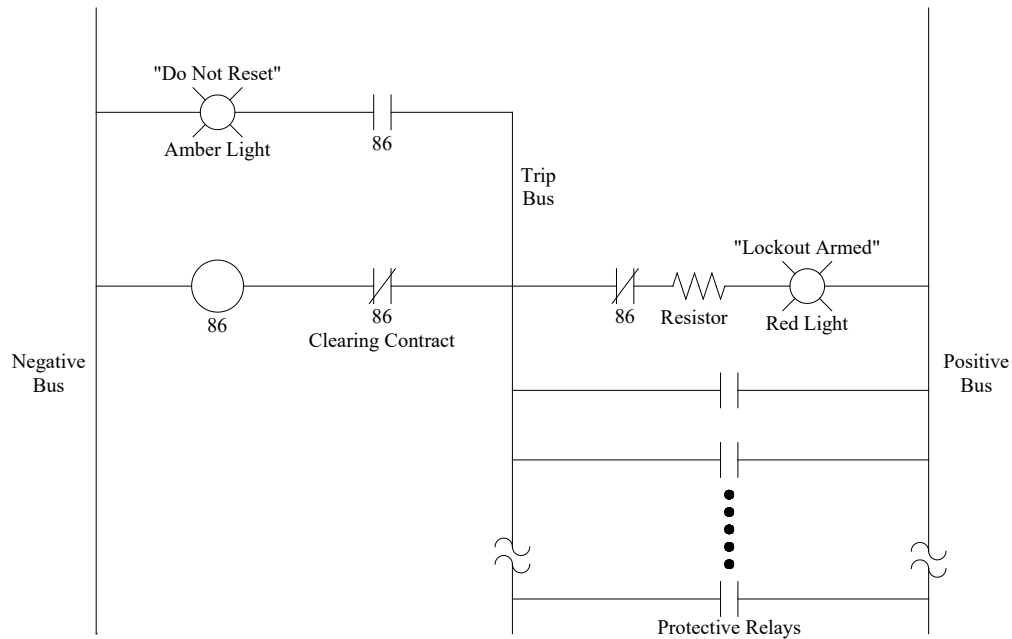 "Do Not Reset"
Amber Light
86
Trip
Bus
"Lockout Armed"
86
86
Clearing Contract
86
Resistor
Red Light
Negative
Bus
Positive
Bus
Protective Relays